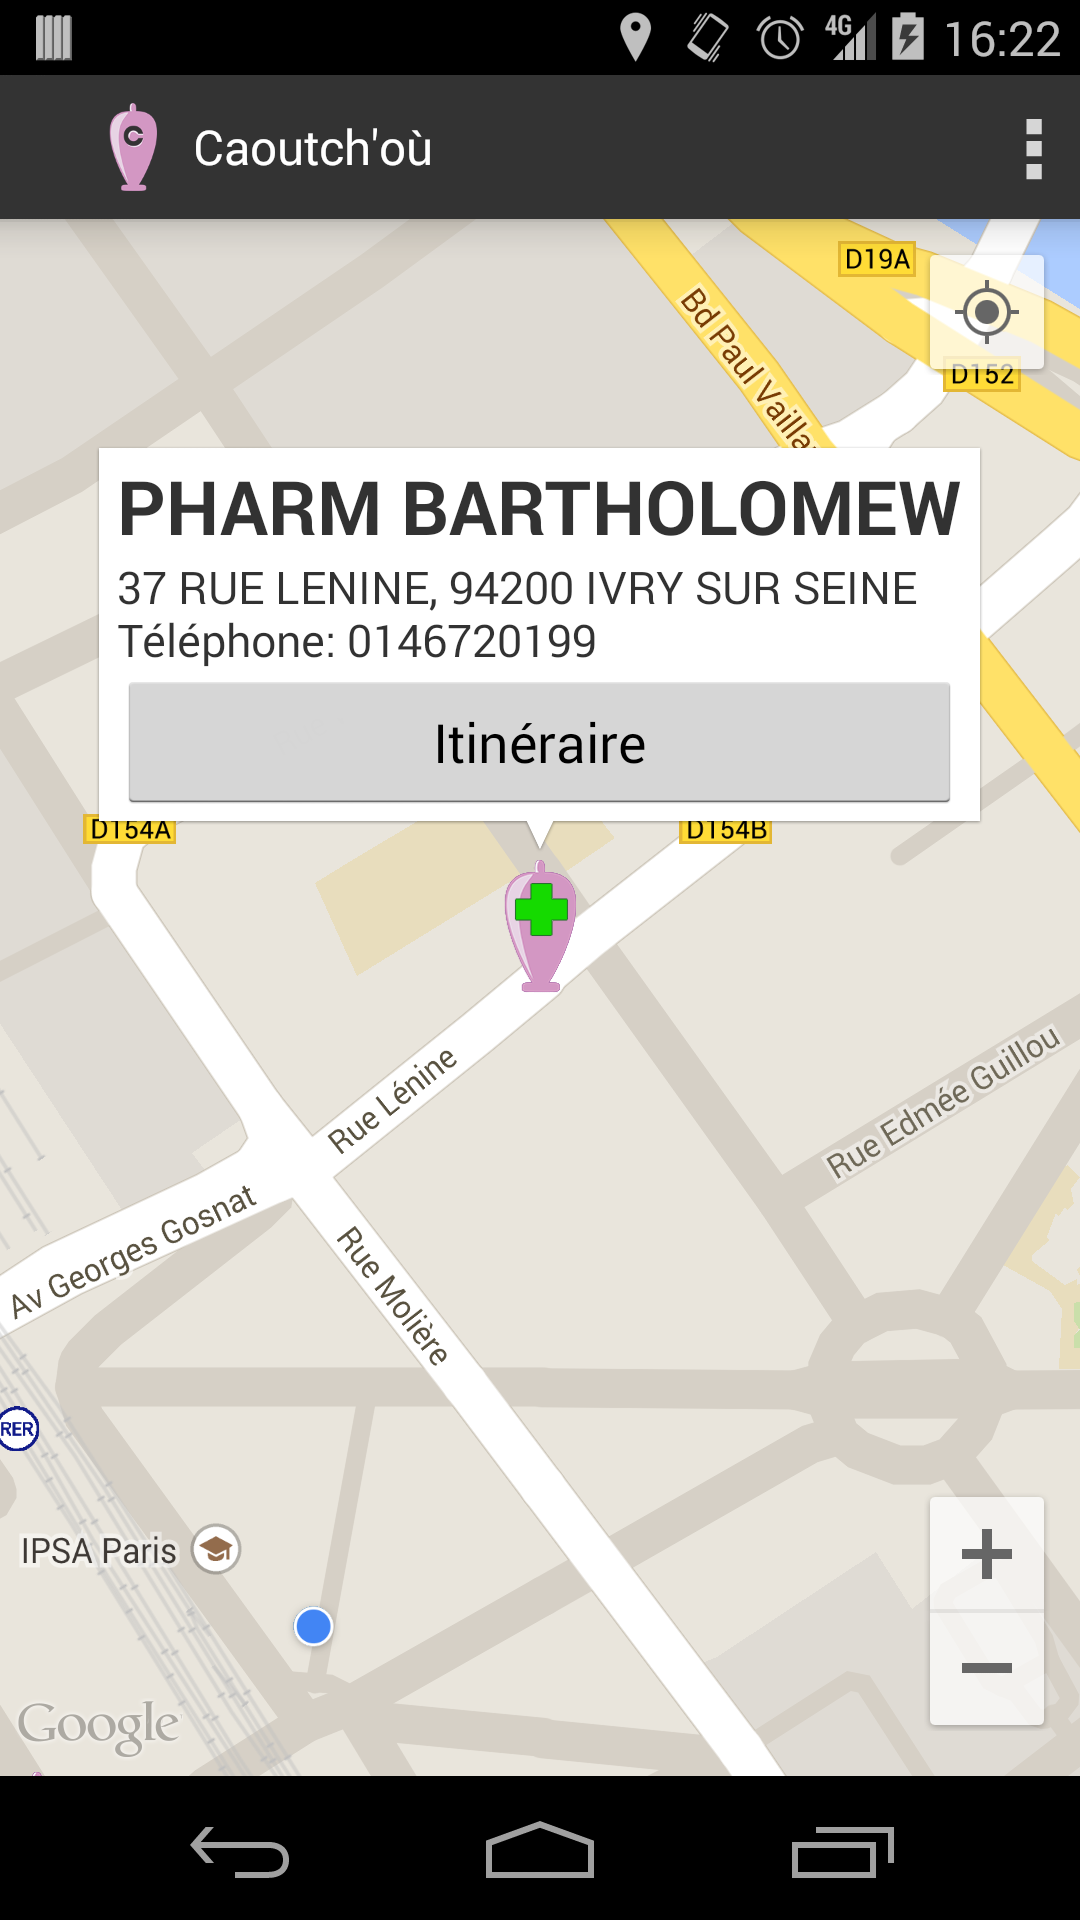 4G 16:22
C Caoutch'où
D19A
Bd Paul Vailla
D152
PHARM BARTHOLOMEW
37 RUE LENINE, 94200 IVRY SUR SEINE
Téléphone: 0146720199
Itinéraire
D154A
D154B
Rue Lénine
Rue Edmée Guillou
Av Georges Gosnat
Rue Molière
RER
IPSA Paris
Google